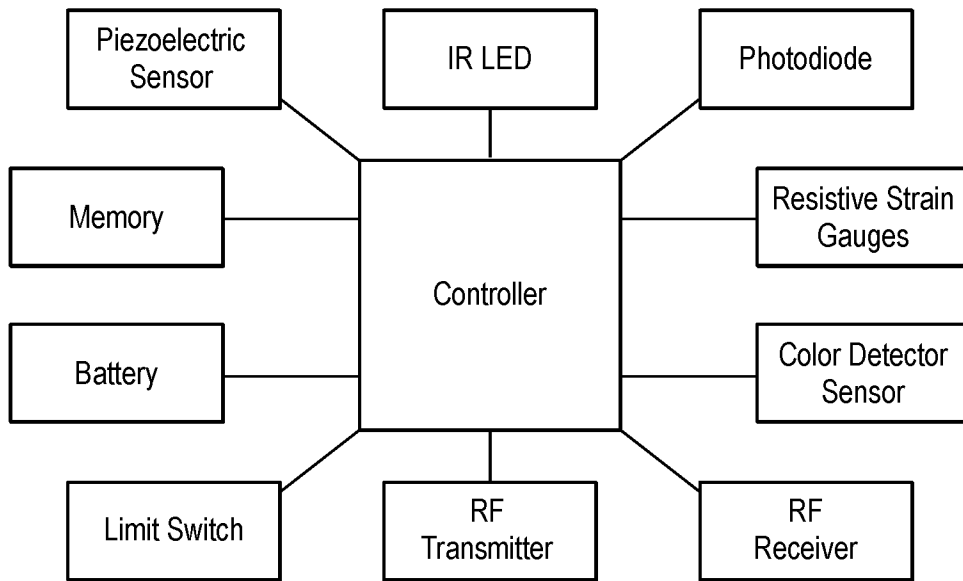 Piezoelectric
Sensor
IR LED
Photodiode
Memory
Resistive Strain
Gauges
Controller
Battery
Color Detector
Sensor
Limit Switch
RF
Transmitter
RF
Receiver